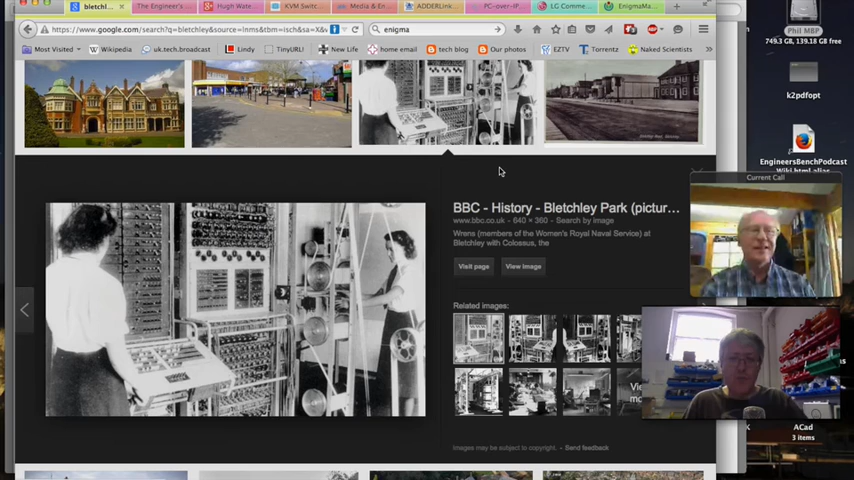 bletchl...
The Engineer's...
Hugh Wate...
KVM Switc...
Media & En...
ADDERLink...
PC-over-IP...
LG Comme...
EnigmaMa...
https://www.google.com/search?q=bletchley&source=lnms&tbm=isch&sa=X&v
enigma
Most Visited
Wikipedia
uk.tech.broadcast
Lindy
TinyURL!
New Life
home email
tech blog
Our photos
EZTV
Torrentz
Naked Scientists
Phil MBP
749.3 GB, 139.18 GB free
k2pdfopt
EngineersBenchPodcast
Wiki.html alias
Current Call
BBC - History - Bletchley Park (pictur...
www.bbc.co.uk - 640 × 360 - Search by image
Wrens (members of the Women's Royal Naval Service) at
Bletchley with Colossus, the
Visit page
View image
Related images:
Vie
mo
Images may be subject to copyright. - Send feedback
ACad
3 items